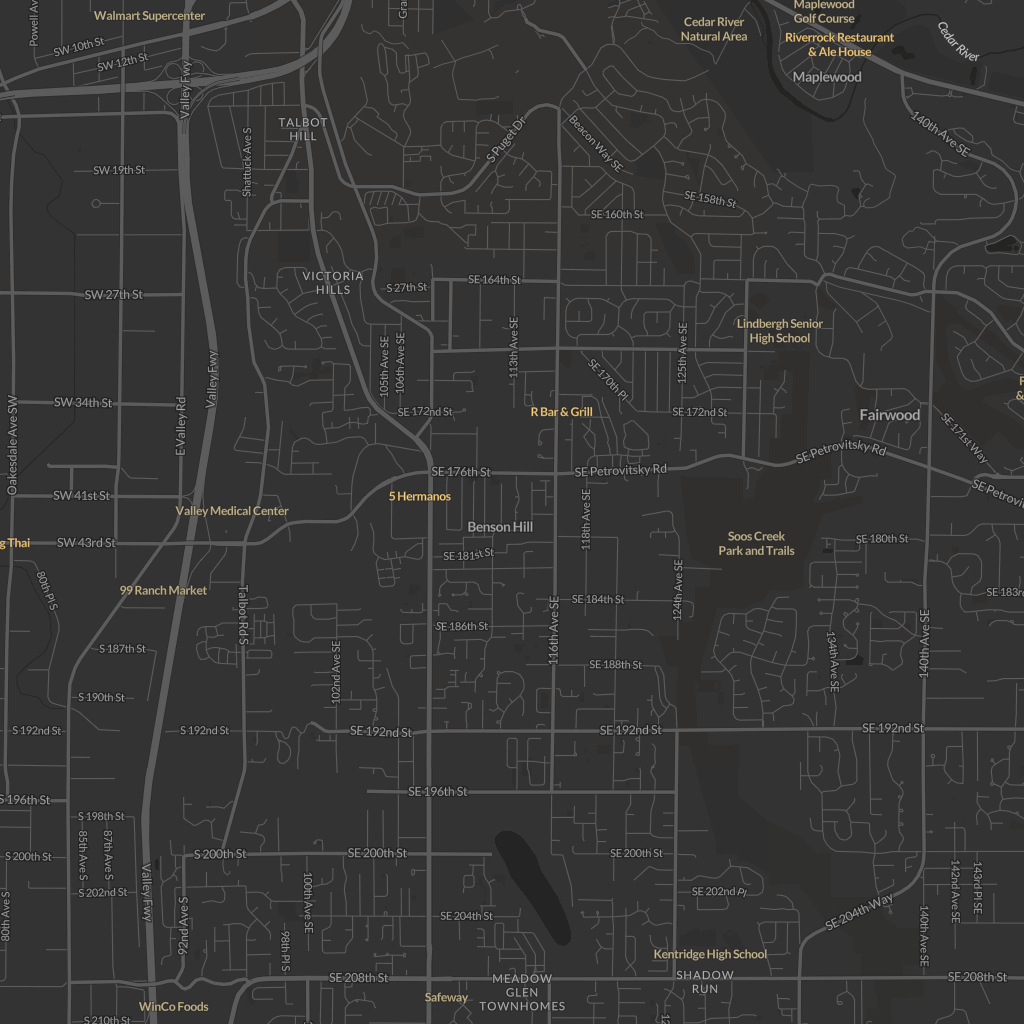 Walmart Supercenter
Maplewood
Golf Course
Cedar River
Natural Area
Riverrock Restaurant
& Ale House
Cedar River
Maplewood
Powell
SW 10th St
SW 12th St
Valley Fwy
TALBOT
HILL
S Puget Dr
Beacon Way SE
140th Ave SE
Shattuck Ave S
SW 19th St
SE 158th St
SE 160th St
VICTORIA
HILLS
S 27th St
SE 164th St
SW 27th St
Lindbergh Senior
High School
105th Ave SE
106th Ave SE
113th Ave SE
125th Ave SE
SE 170th Pl
Valley Fwy
SW 34th St
E Valley Rd
Oakesdale Ave SW
SE 172nd St
R Bar & Grill
SE 172nd St
Fairwood
SE 171st Way
SE 176th St
SE Petrovitsky Rd
SE Petrovitsky Rd
SE Petrovitsky
SW 41st St
5 Hermanos
Valley Medical Center
Benson Hill
118th Ave SE
SW 43rd St
g Thai
Soos Creek
Park and Trails
SE 180th St
SE 181st St
80th Pl S
99 Ranch Market
Talbot Rd S
124th Ave SE
SE 184th St
SE 183rd
116th Ave SE
SE 186th St
S 187th St
102nd Ave SE
SE 188th St
134th Ave SE
140th Ave SE
S 190th St
S 192nd St
S 192nd St
SE 192nd St
SE 192nd St
SE 192nd St
S 196th St
SE 196th St
S 198th St
85th Ave S
87th Ave S
S 200th St
S 200th St
SE 200th St
SE 200th St
Valley Fwy
S 202nd St
80th Ave S
92nd Ave S
100th Ave SE
98th Pl S
SE 202nd Pl
SE 204th St
SE 204th Way
142nd Ave SE
143rd Pl SE
140th Ave SE
Kentridge High School
SHADOW
RUN
SE 208th St
SE 208th St
MEADOW
GLEN
TOWNHOMES
Safeway
WinCo Foods
S 210th St